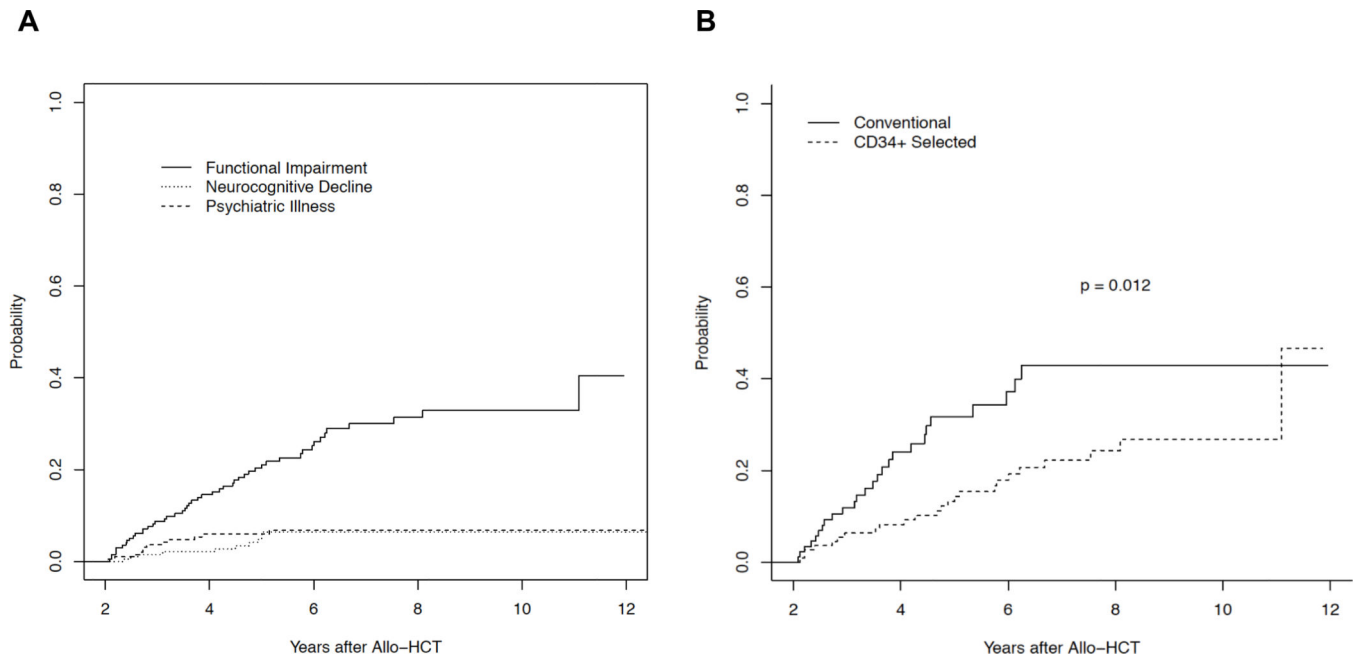 A
Probability
1.0
0.8
0.6
0.4
0.2
0.0
Functional Impairment
Neurocognitive Decline
Psychiatric Illness
2 4 6 8 10 12
Years after Allo−HCT
B
Probability
1.0
0.8
0.6
0.4
0.2
0.0
Conventional
CD34+ Selected
p = 0.012
2 4 6 8 10 12
Years after Allo−HCT